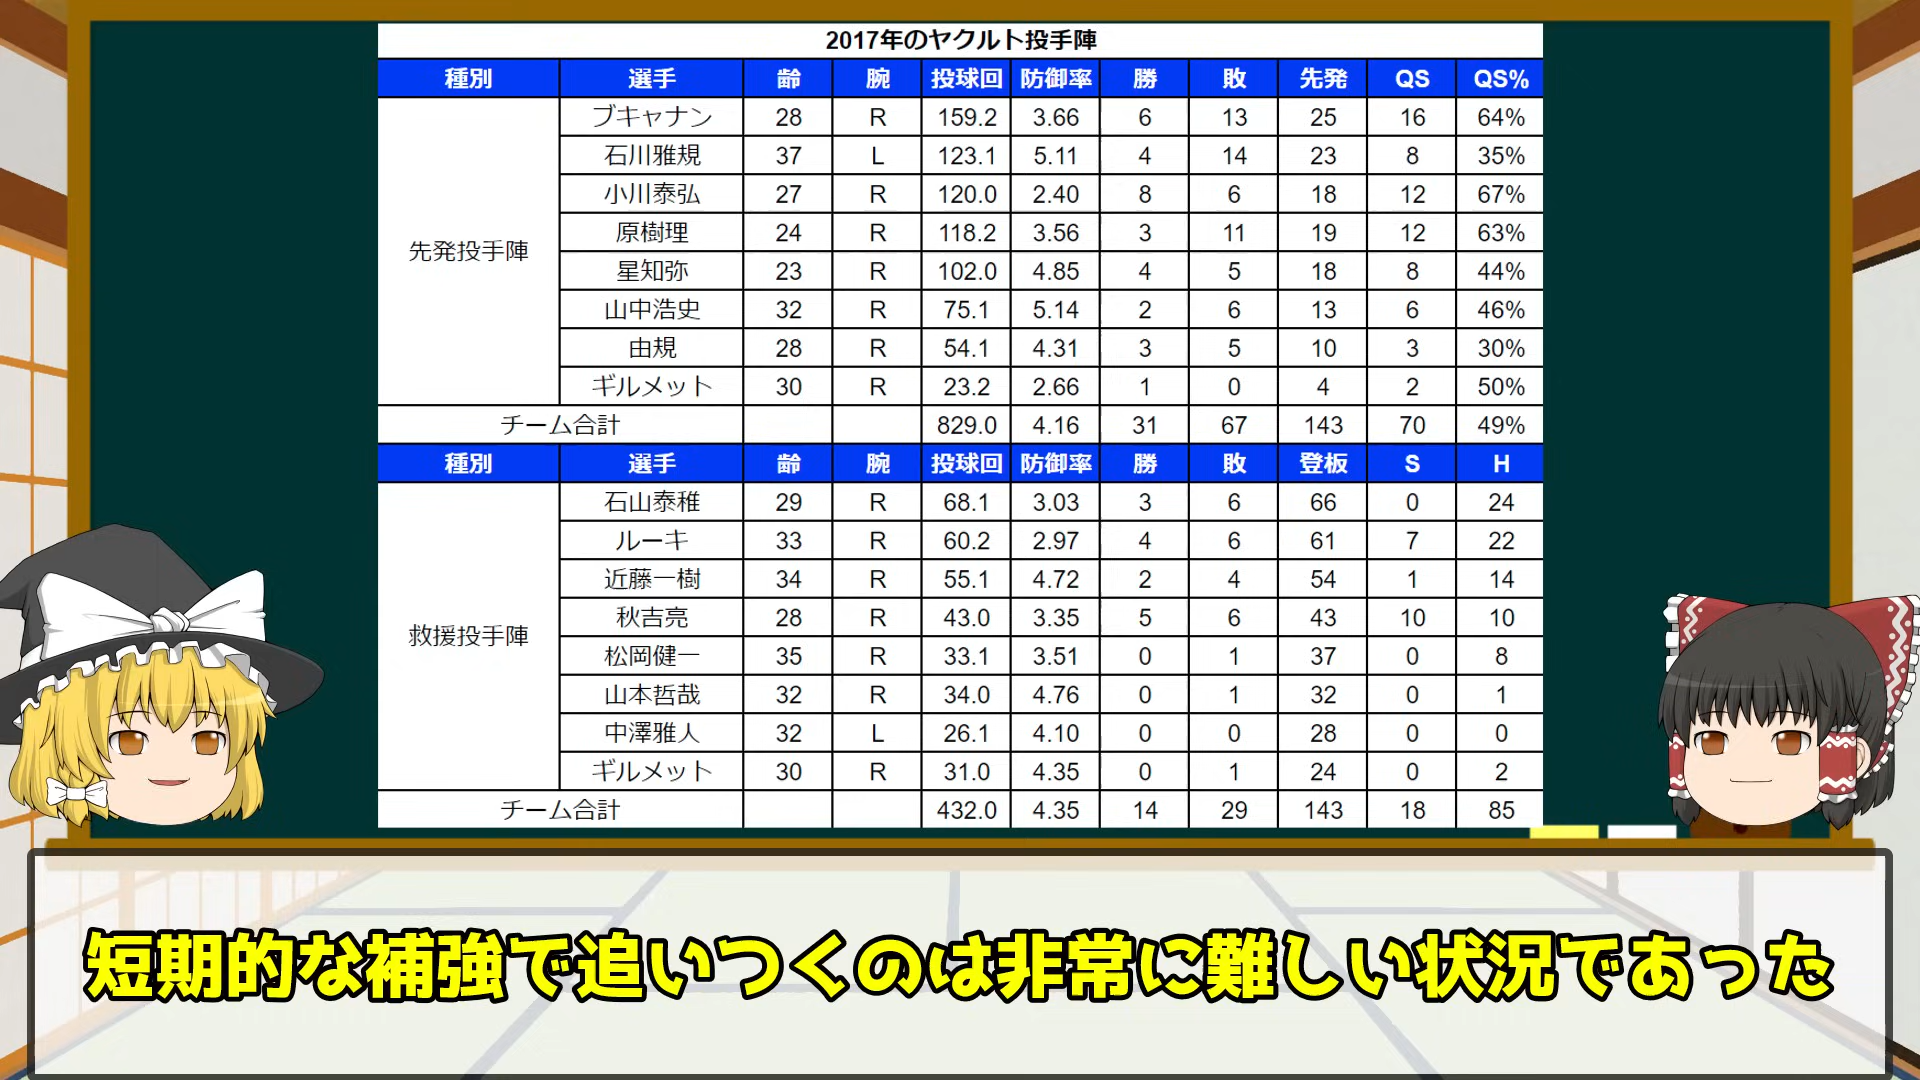 2017年のヤクルト投手陣
種別 選手 齢 腕 投球回 防御率 勝 敗 先発 QS QS%
先発投手陣
ブキャナン 28 R 159.2 3.66 6 13 25 16 64%
石川雅規 37 L 123.1 5.11 4 14 23 8 35%
小川泰弘 27 R 120.0 2.40 8 6 18 12 67%
原樹理 24 R 118.2 3.56 3 11 19 12 63%
星知弥 23 R 102.0 4.85 4 5 18 8 44%
山中浩史 32 R 75.1 5.14 2 6 13 6 46%
由規 28 R 54.1 4.31 3 5 10 3 30%
ギルメット 30 R 23.2 2.66 1 0 4 2 50%
チーム合計 829.0 4.16 31 67 143 70 49%
種別 選手 齢 腕 投球回 防御率 勝 敗 登板 S H
救援投手陣
石山泰稚 29 R 68.1 3.03 3 6 66 0 24
ルーキ 33 R 60.2 2.97 4 6 61 7 22
近藤一樹 34 R 55.1 4.72 2 4 54 1 14
秋吉亮 28 R 43.0 3.35 5 6 43 10 10
松岡健一 35 R 33.1 3.51 0 1 37 0 8
山本哲哉 32 R 34.0 4.76 0 1 32 0 1
中澤雅人 32 L 26.1 4.10 0 0 28 0 0
ギルメット 30 R 31.0 4.35 0 1 24 0 2
チーム合計 432.0 4.35 14 29 143 18 85
短期的な補強で追いつくのは非常に難しい状況であった